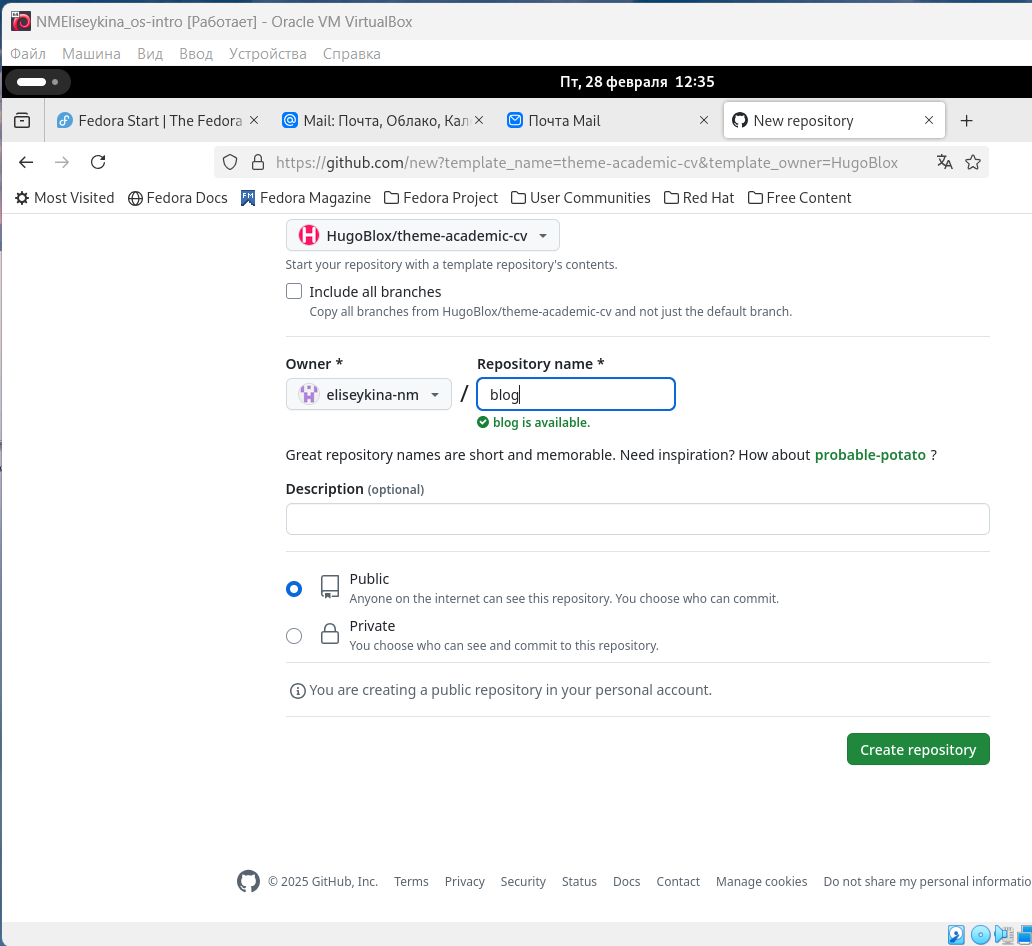 NMEliseykina_os-intro [Работает] - Oracle VM VirtualBox
Файл Машина Вид Ввод Устройства Справка
Пт, 28 февраля 12:35
Fedora Start | The Fedora Mail: Почта, Облако, Кал Почта Mail New repository
https://github.com/new?template_name=theme-academic-cv&template_owner=HugoBlox
Most Visited Fedora Docs Fedora Magazine Fedora Project User Communities Red Hat Free Content
HugoBlox/theme-academic-cv
Start your repository with a template repository's contents.
Include all branches
Copy all branches from HugoBlox/theme-academic-cv and not just the default branch.
Owner * Repository name *
eliseykina-nm / blog
blog is available.
Great repository names are short and memorable. Need inspiration? How about probable-potato ?
Description (optional)
Public
Anyone on the internet can see this repository. You choose who can commit.
Private
You choose who can see and commit to this repository.
You are creating a public repository in your personal account.
Create repository
© 2025 GitHub, Inc. Terms Privacy Security Status Docs Contact Manage cookies Do not share my personal informatio